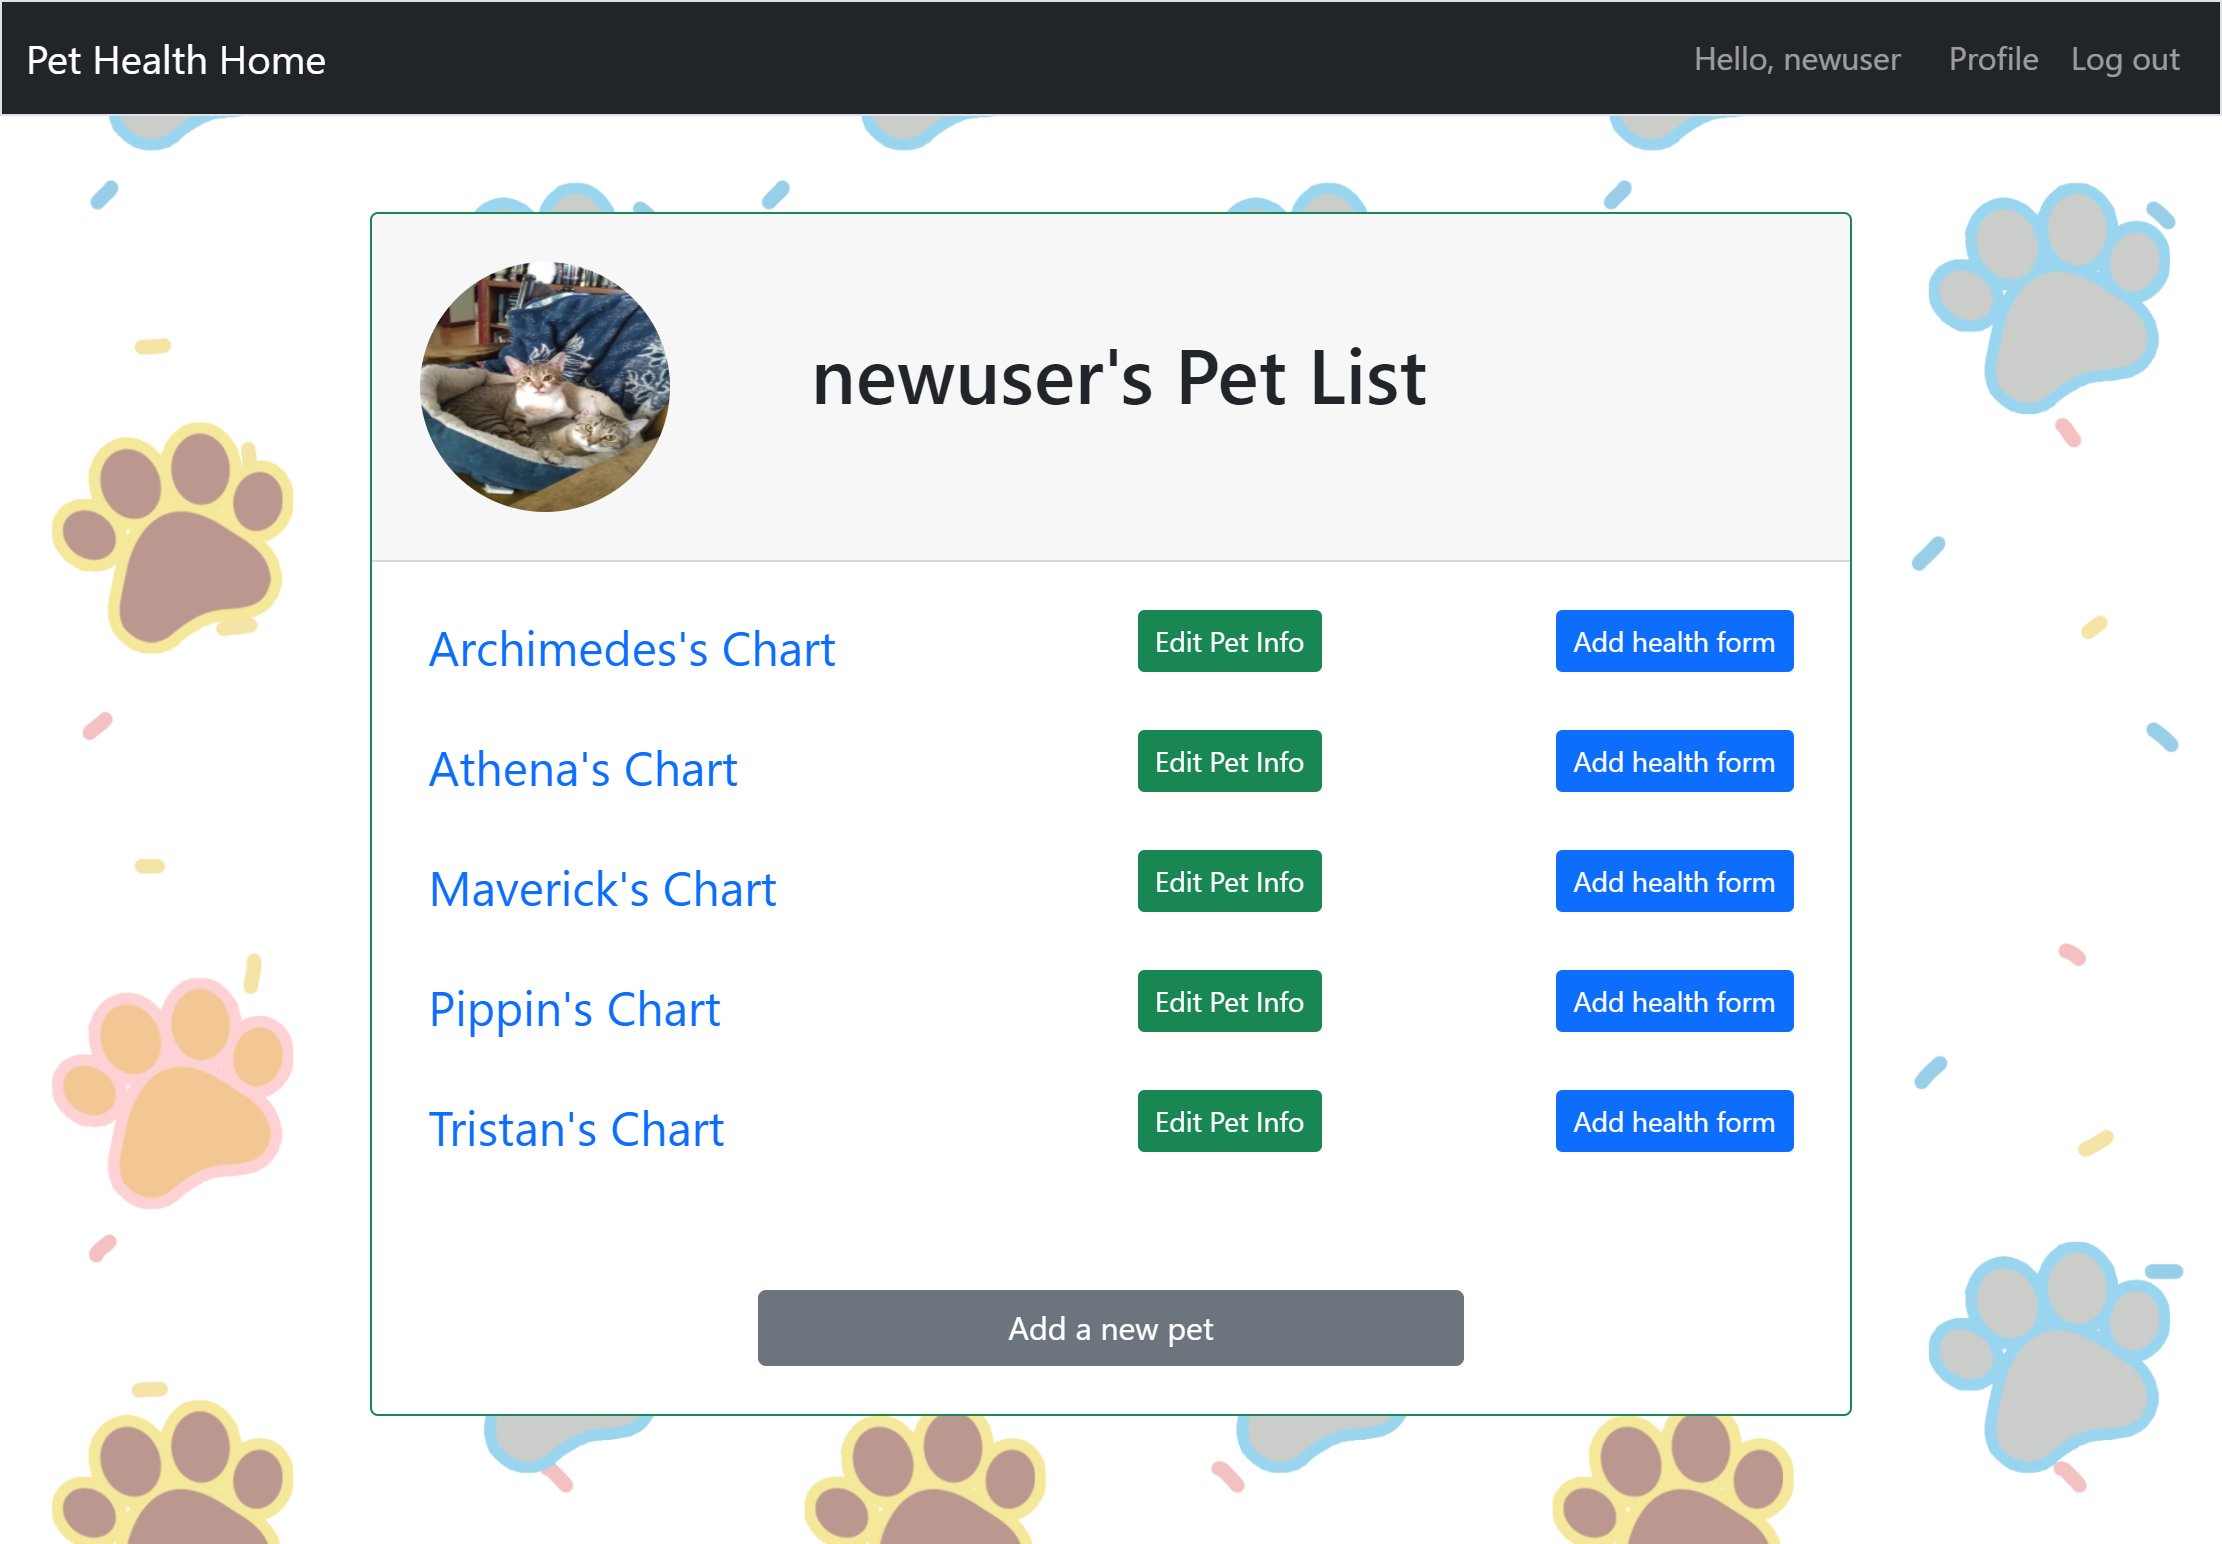 Pet Health Home
Hello, newuser Profile Log out
newuser's Pet List
Archimedes's Chart Edit Pet Info Add health form
Athena's Chart Edit Pet Info Add health form
Maverick's Chart Edit Pet Info Add health form
Pippin's Chart Edit Pet Info Add health form
Tristan's Chart Edit Pet Info Add health form
Add a new pet